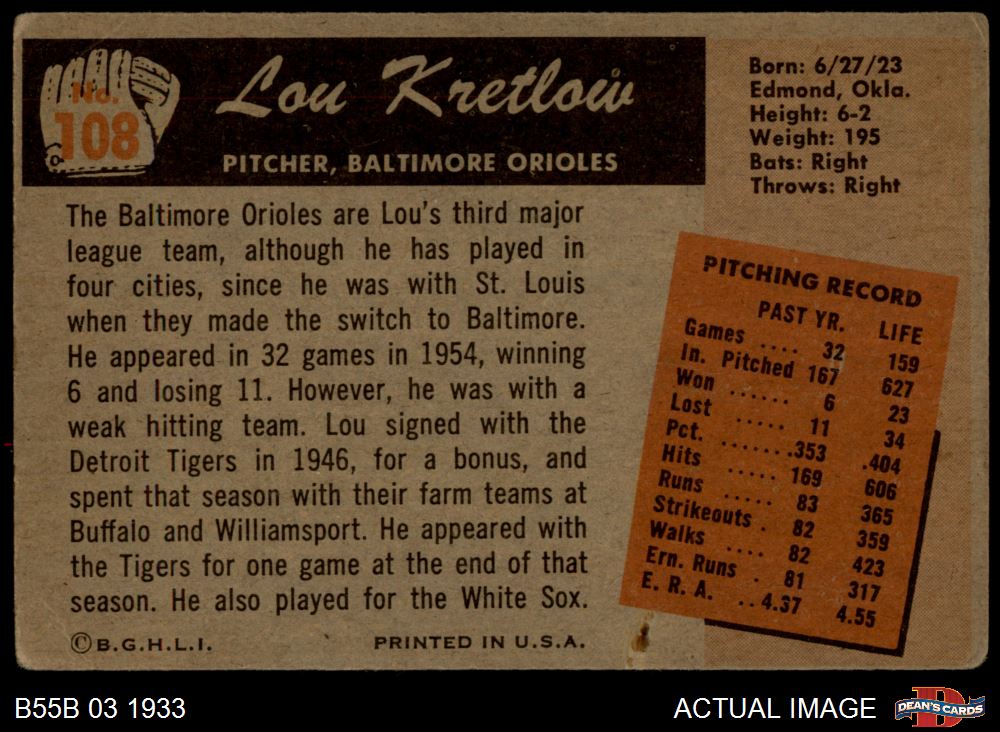 No.
108
Lou Kretlow
PITCHER, BALTIMORE ORIOLES
Born: 6/27/23
Edmond, Okla.
Height: 6-2
Weight: 195
Bats: Right
Throws: Right
The Baltimore Orioles are Lou's third major
league team, although he has played in
four cities, since he was with St. Louis
when they made the switch to Baltimore.
He appeared in 32 games in 1954, winning
6 and losing 11. However, he was with a
weak hitting team. Lou signed with the
Detroit Tigers in 1946, for a bonus, and
spent that season with their farm teams at
Buffalo and Williamsport. He appeared with
the Tigers for one game at the end of that
season. He also played for the White Sox.
PITCHING RECORD
PAST YR. LIFE
Games .... 32 159
In. Pitched 167 627
Won ...... 6 23
Lost ..... 11 34
Pct. .......353 .404
Hits ..... 169 606
Runs ..... 83 365
Strikeouts . 82 359
Walks .... 82 423
Ern. Runs . 81 317
E. R. A. ..4.37 4.55
©B.G.H.L.I. PRINTED IN U.S.A.
B55B 03 1933 ACTUAL IMAGE
D
DEAN'S CARDS